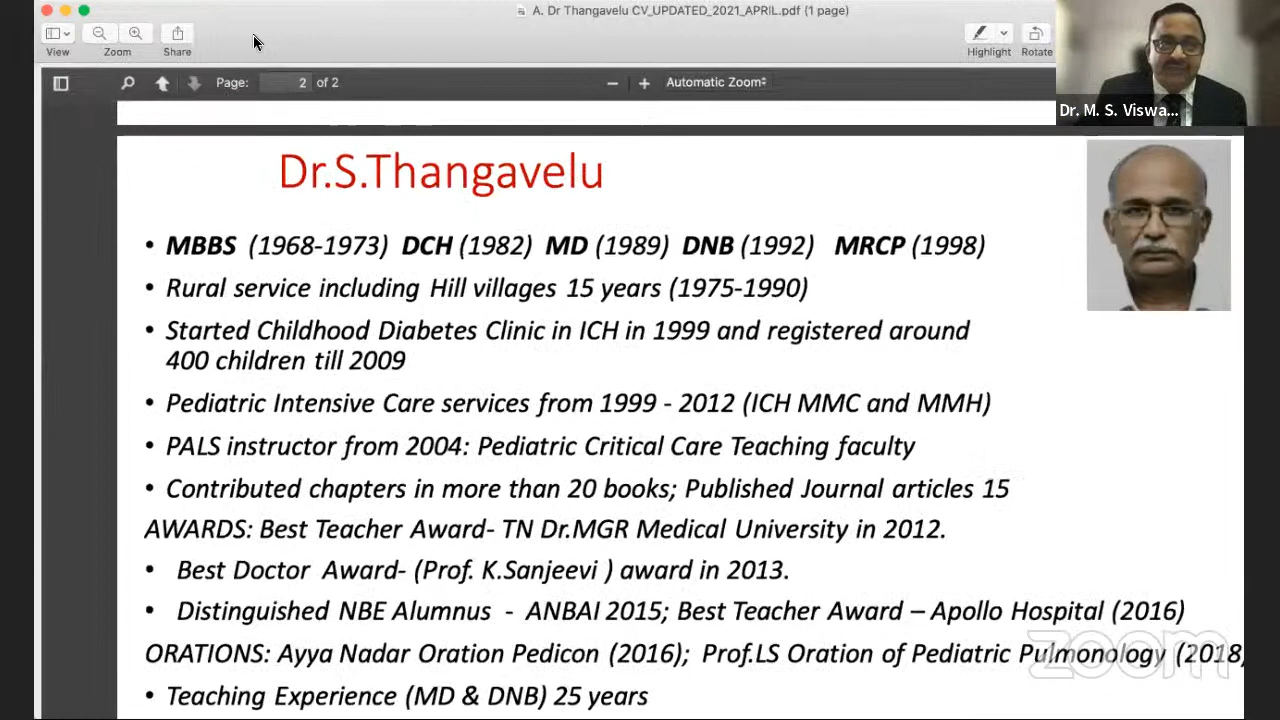 A. Dr Thangavelu CV_UPDATED_2021_APRIL.pdf (1 page)
View Zoom Share Highlight Rotate
Page: 2 of 2 Automatic Zoom
Dr. M. S. Viswa...
Dr.S.Thangavelu
• MBBS (1968-1973) DCH (1982) MD (1989) DNB (1992) MRCP (1998)
• Rural service including Hill villages 15 years (1975-1990)
• Started Childhood Diabetes Clinic in ICH in 1999 and registered around
400 children till 2009
• Pediatric Intensive Care services from 1999 - 2012 (ICH MMC and MMH)
• PALS instructor from 2004: Pediatric Critical Care Teaching faculty
• Contributed chapters in more than 20 books; Published Journal articles 15
AWARDS: Best Teacher Award- TN Dr.MGR Medical University in 2012.
• Best Doctor Award- (Prof. K.Sanjeevi ) award in 2013.
• Distinguished NBE Alumnus - ANBAI 2015; Best Teacher Award – Apollo Hospital (2016)
ORATIONS: Ayya Nadar Oration Pedicon (2016); Prof.LS Oration of Pediatric Pulmonology (2018)
• Teaching Experience (MD & DNB) 25 years
zoom